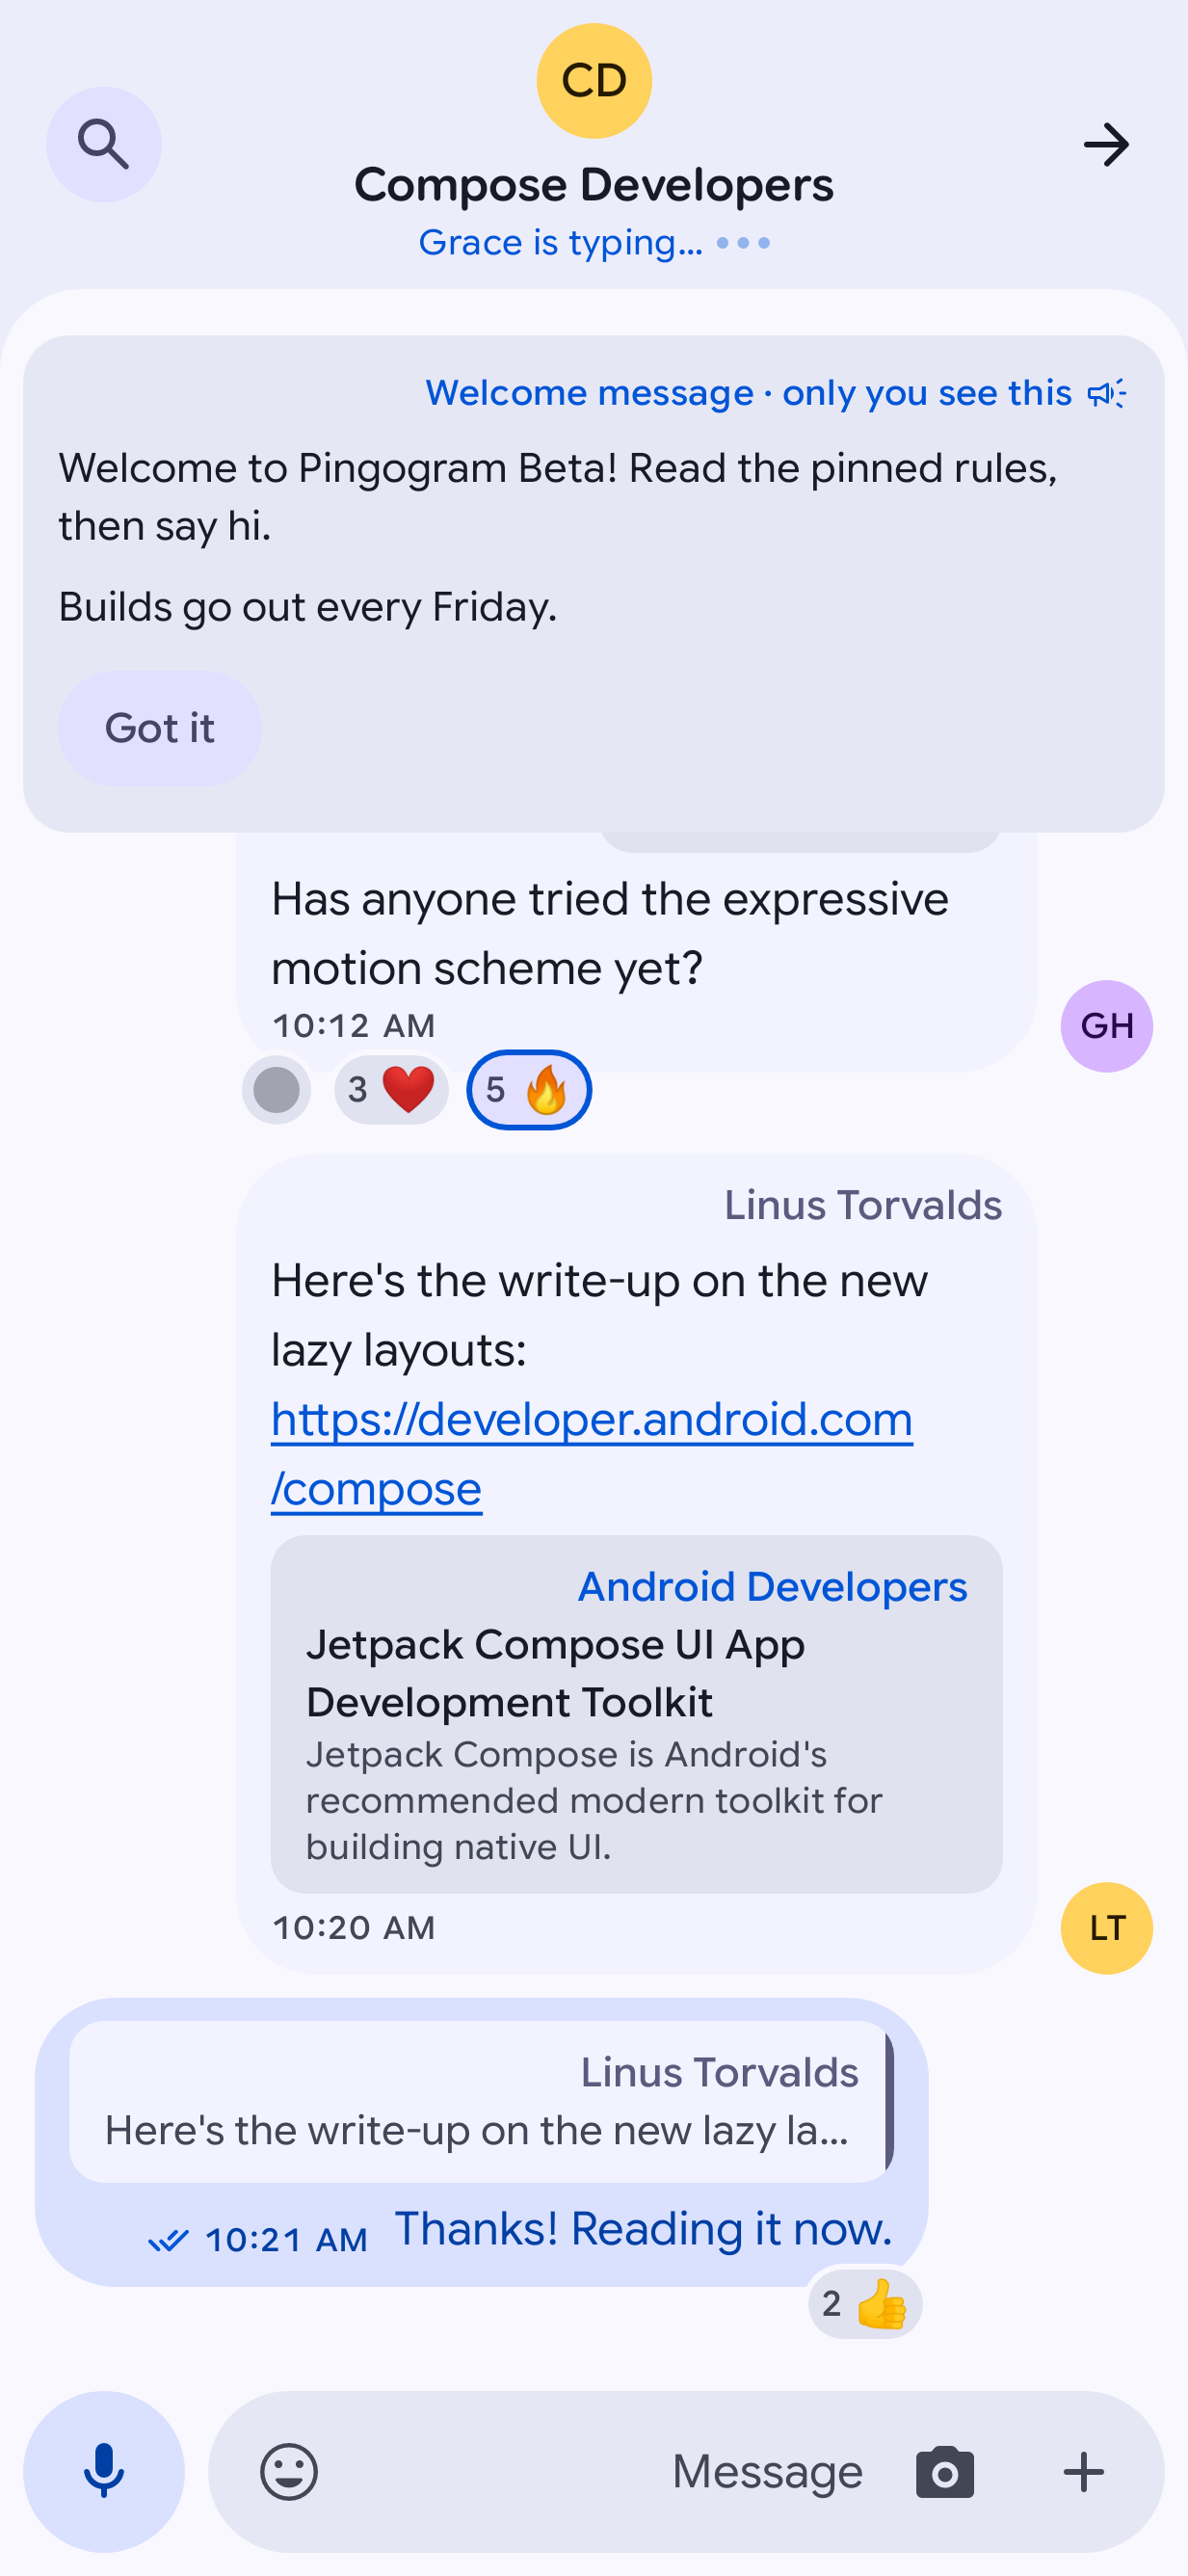 CD
Compose Developers
Grace is typing...
Welcome message · only you see this
Welcome to Pingogram Beta! Read the pinned rules,
then say hi.
Builds go out every Friday.
Got it
Has anyone tried the expressive
motion scheme yet?
10:12 AM
GH
3 ❤️
5 🔥
Linus Torvalds
Here's the write-up on the new
lazy layouts:
https://developer.android.com
/compose
Android Developers
Jetpack Compose UI App
Development Toolkit
Jetpack Compose is Android's
recommended modern toolkit for
building native UI.
10:20 AM
LT
Linus Torvalds
Here's the write-up on the new lazy la...
Thanks! Reading it now.
10:21 AM
2 👍
Message